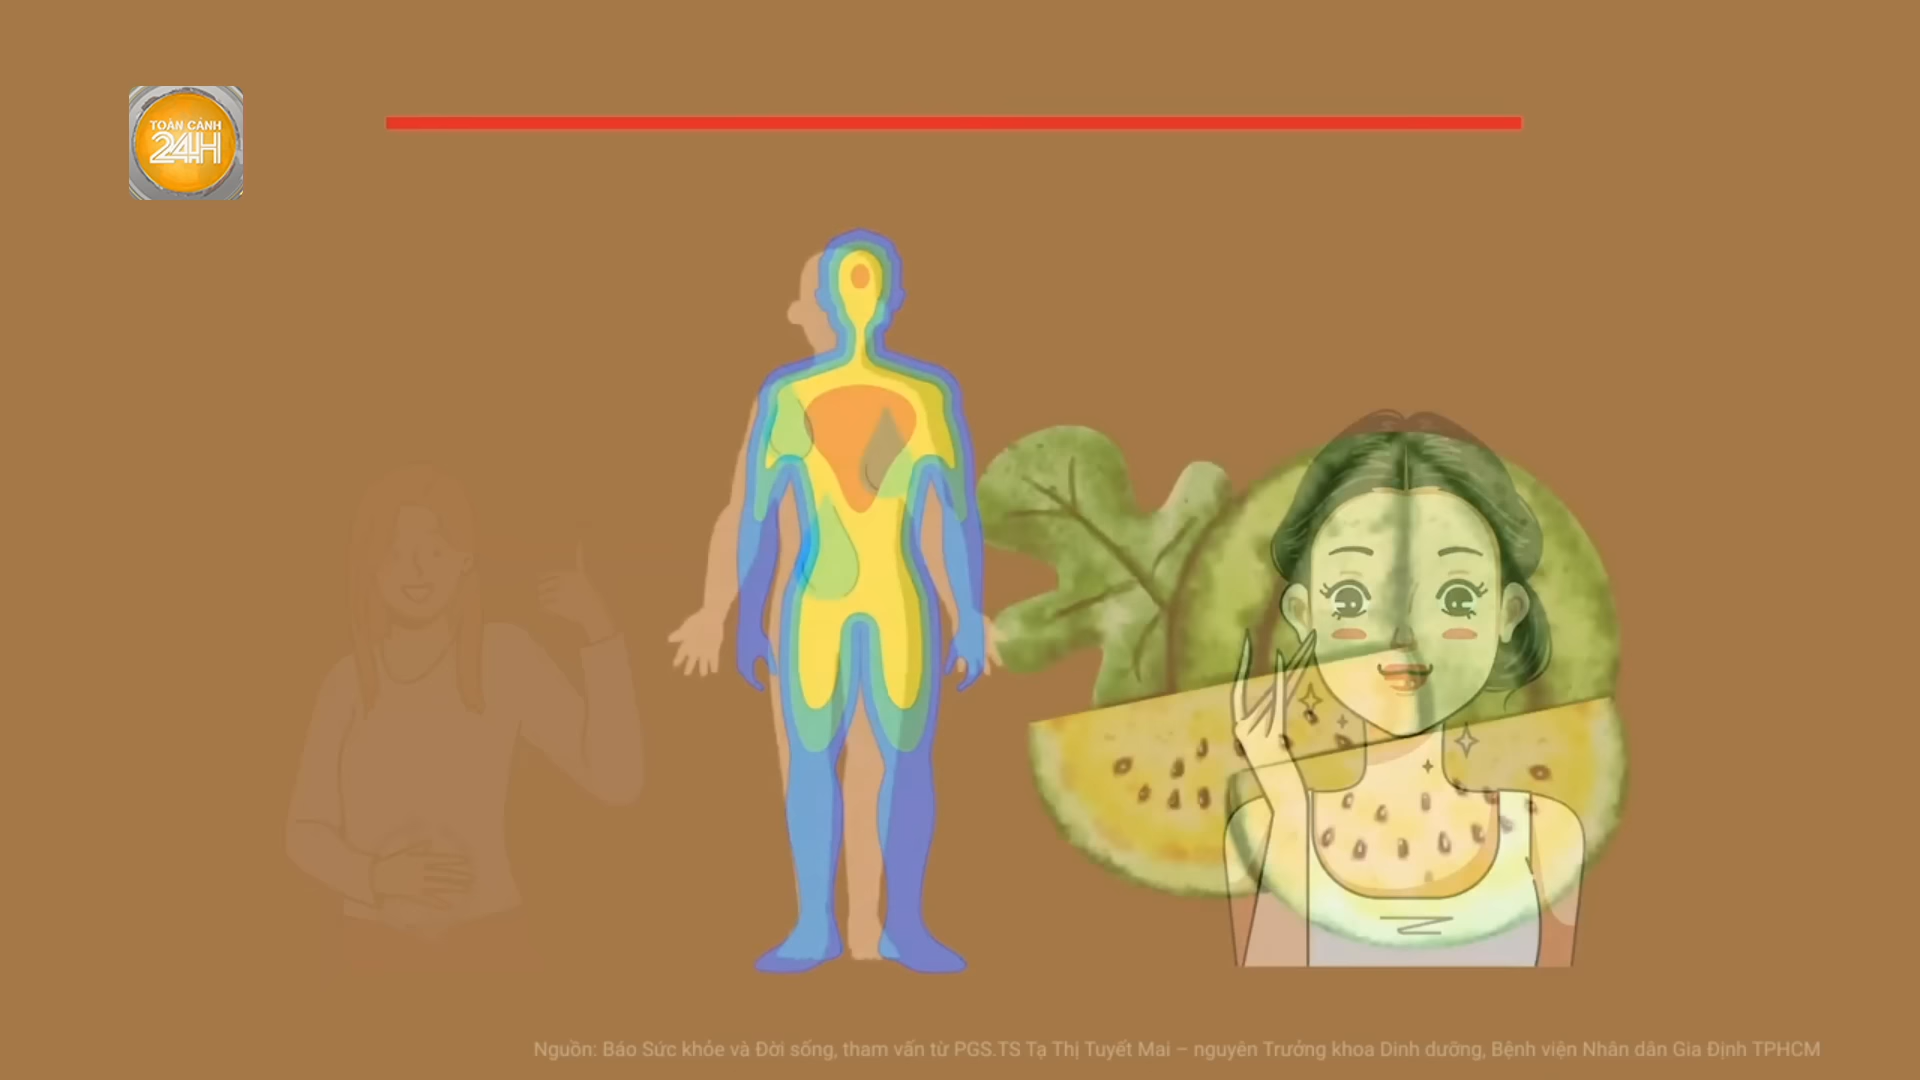 TOÀN CẢNH
24H
Nguồn: Báo Sức khỏe và Đời sống, tham vấn từ PGS.TS Tạ Thị Tuyết Mai – nguyên Trưởng khoa Dinh dưỡng, Bệnh viện Nhân dân Gia Định TPHCM